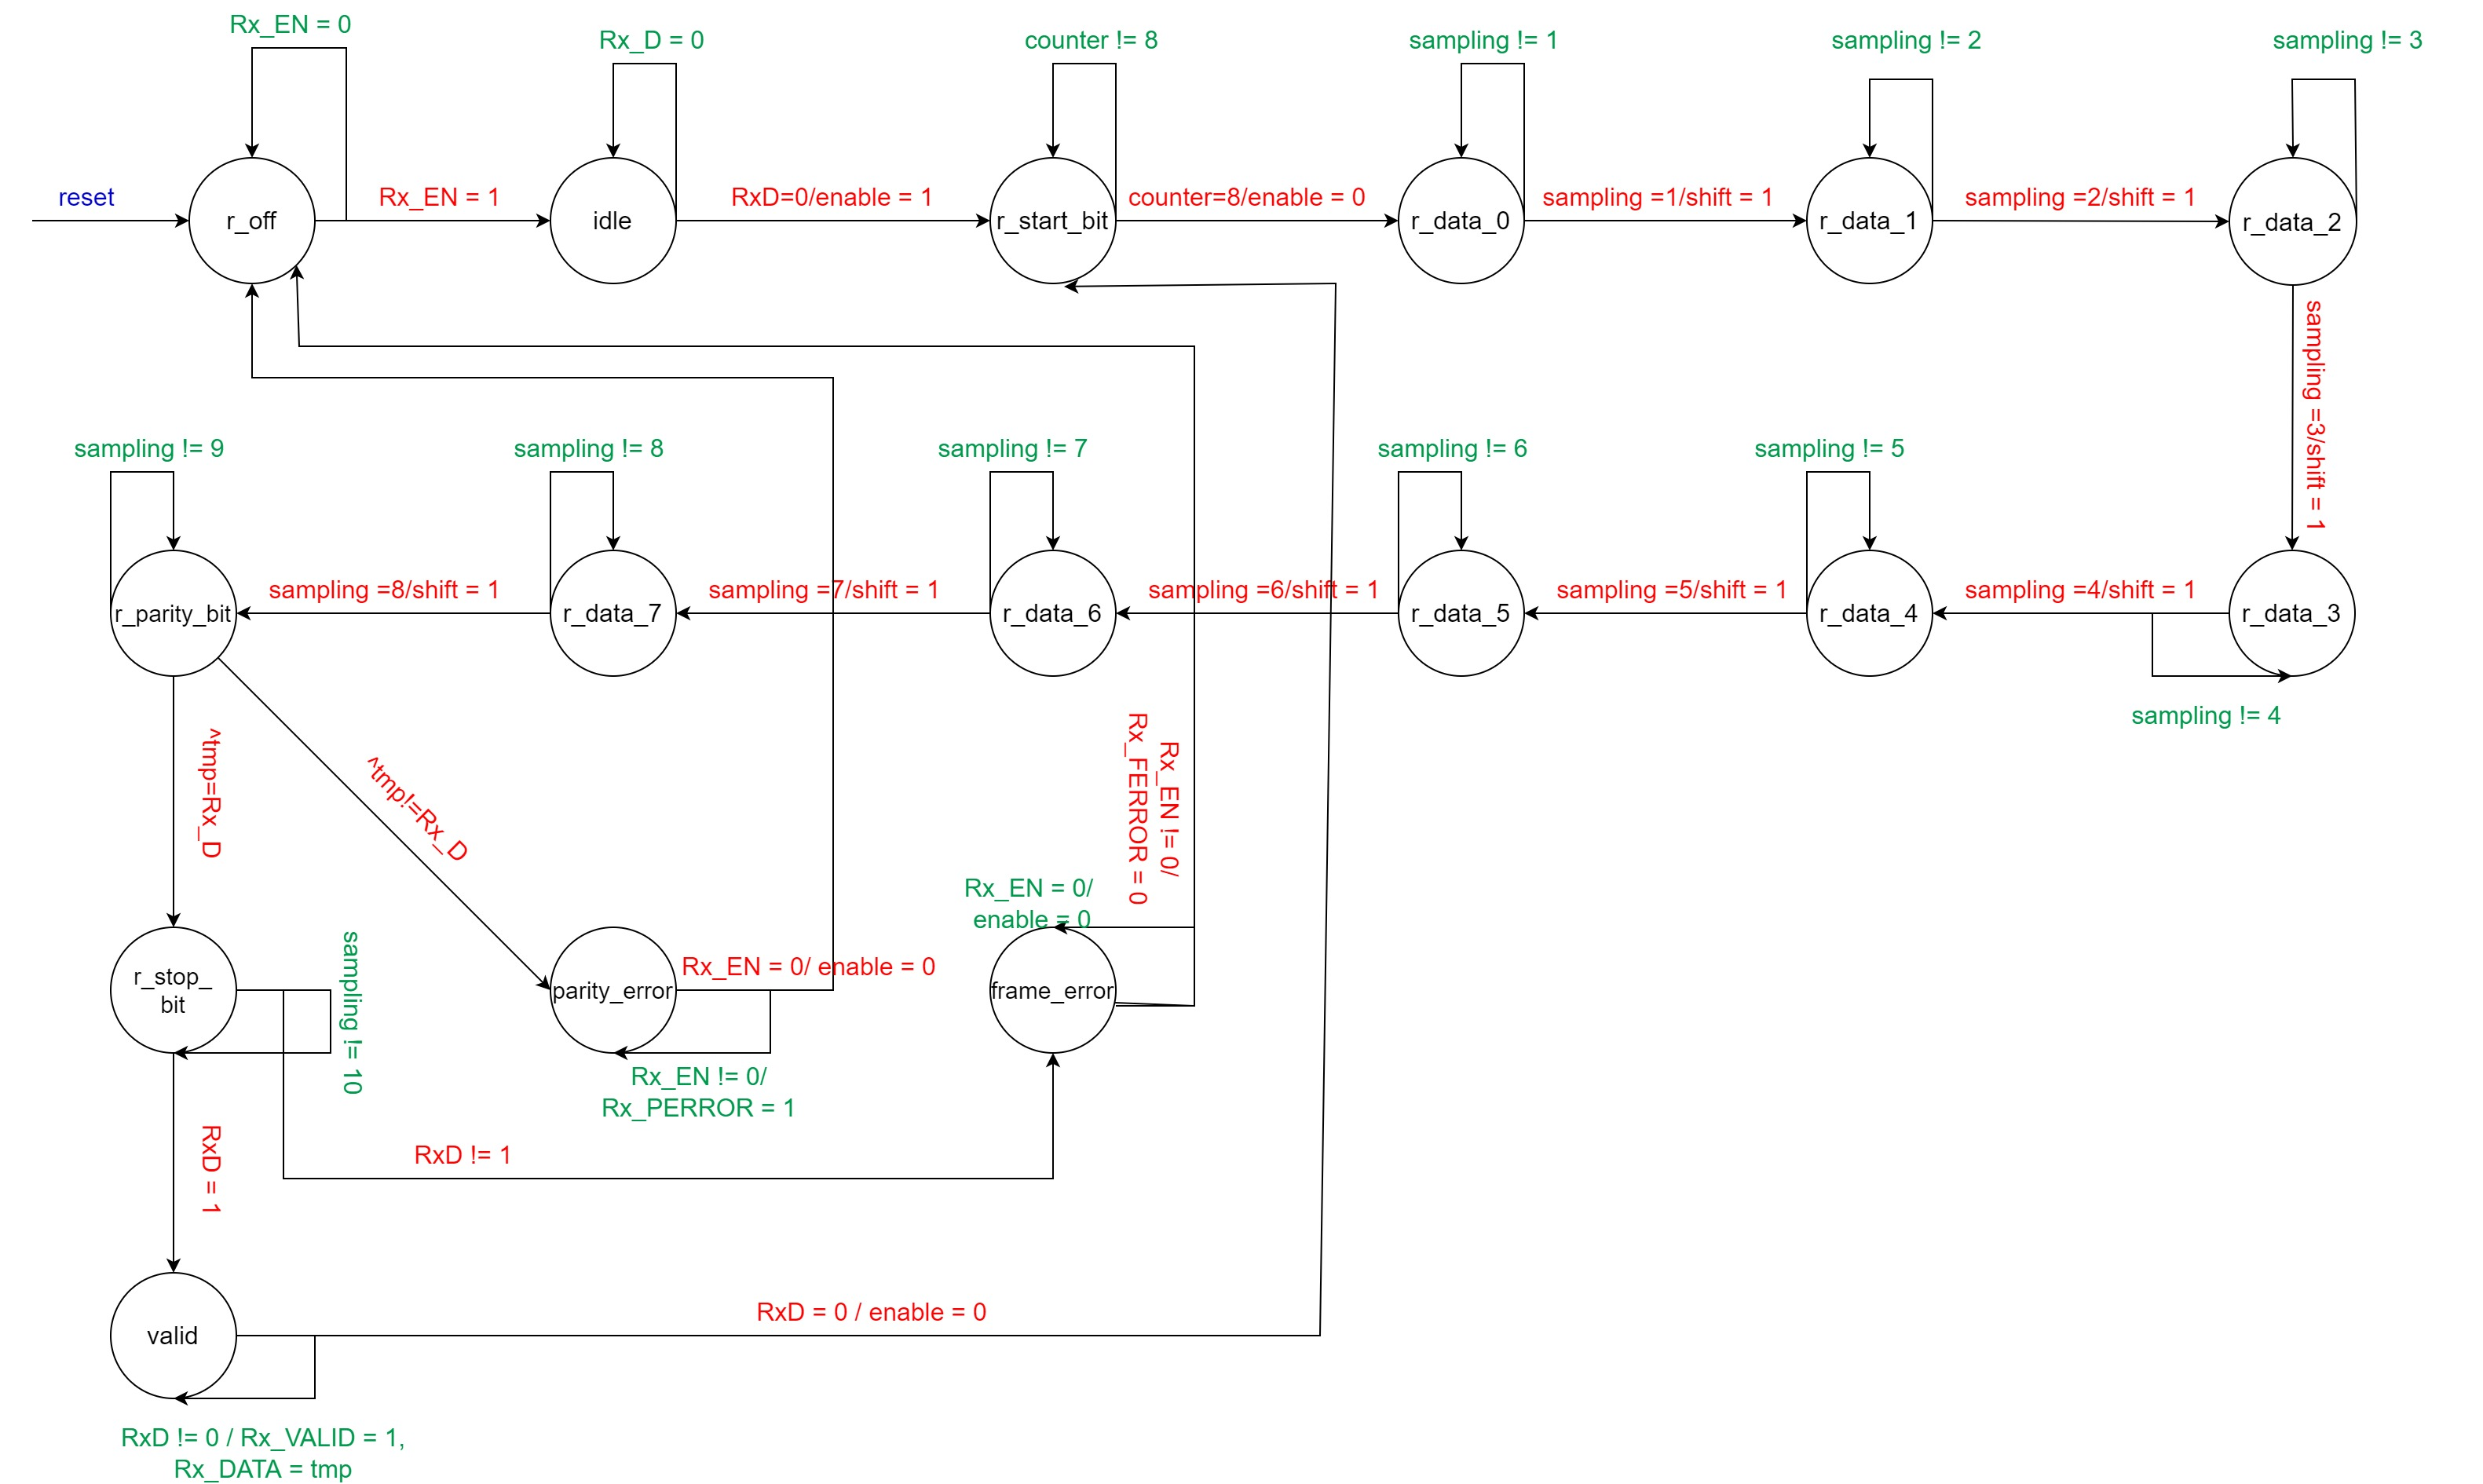 Rx_EN = 0
Rx_D = 0
counter != 8
sampling != 1
sampling != 2
sampling != 3
reset
r_off
Rx_EN = 1
idle
RxD=0/enable = 1
r_start_bit
counter=8/enable = 0
r_data_0
sampling =1/shift = 1
r_data_1
sampling =2/shift = 1
r_data_2
sampling =3/shift = 1
sampling != 9
sampling != 8
sampling != 7
sampling != 6
sampling != 5
r_parity_bit
sampling =8/shift = 1
r_data_7
sampling =7/shift = 1
r_data_6
sampling =6/shift = 1
r_data_5
sampling =5/shift = 1
r_data_4
sampling =4/shift = 1
r_data_3
sampling != 4
^tmp=Rx_D
^tmp!=Rx_D
Rx_EN != 0/
Rx_FERROR = 0
Rx_EN = 0/
enable = 0
r_stop_
bit
sampling != 10
parity_error
Rx_EN = 0/ enable = 0
frame_error
Rx_EN != 0/
Rx_PERROR = 1
RxD != 1
RxD = 1
valid
RxD = 0 / enable = 0
RxD != 0 / Rx_VALID = 1,
Rx_DATA = tmp